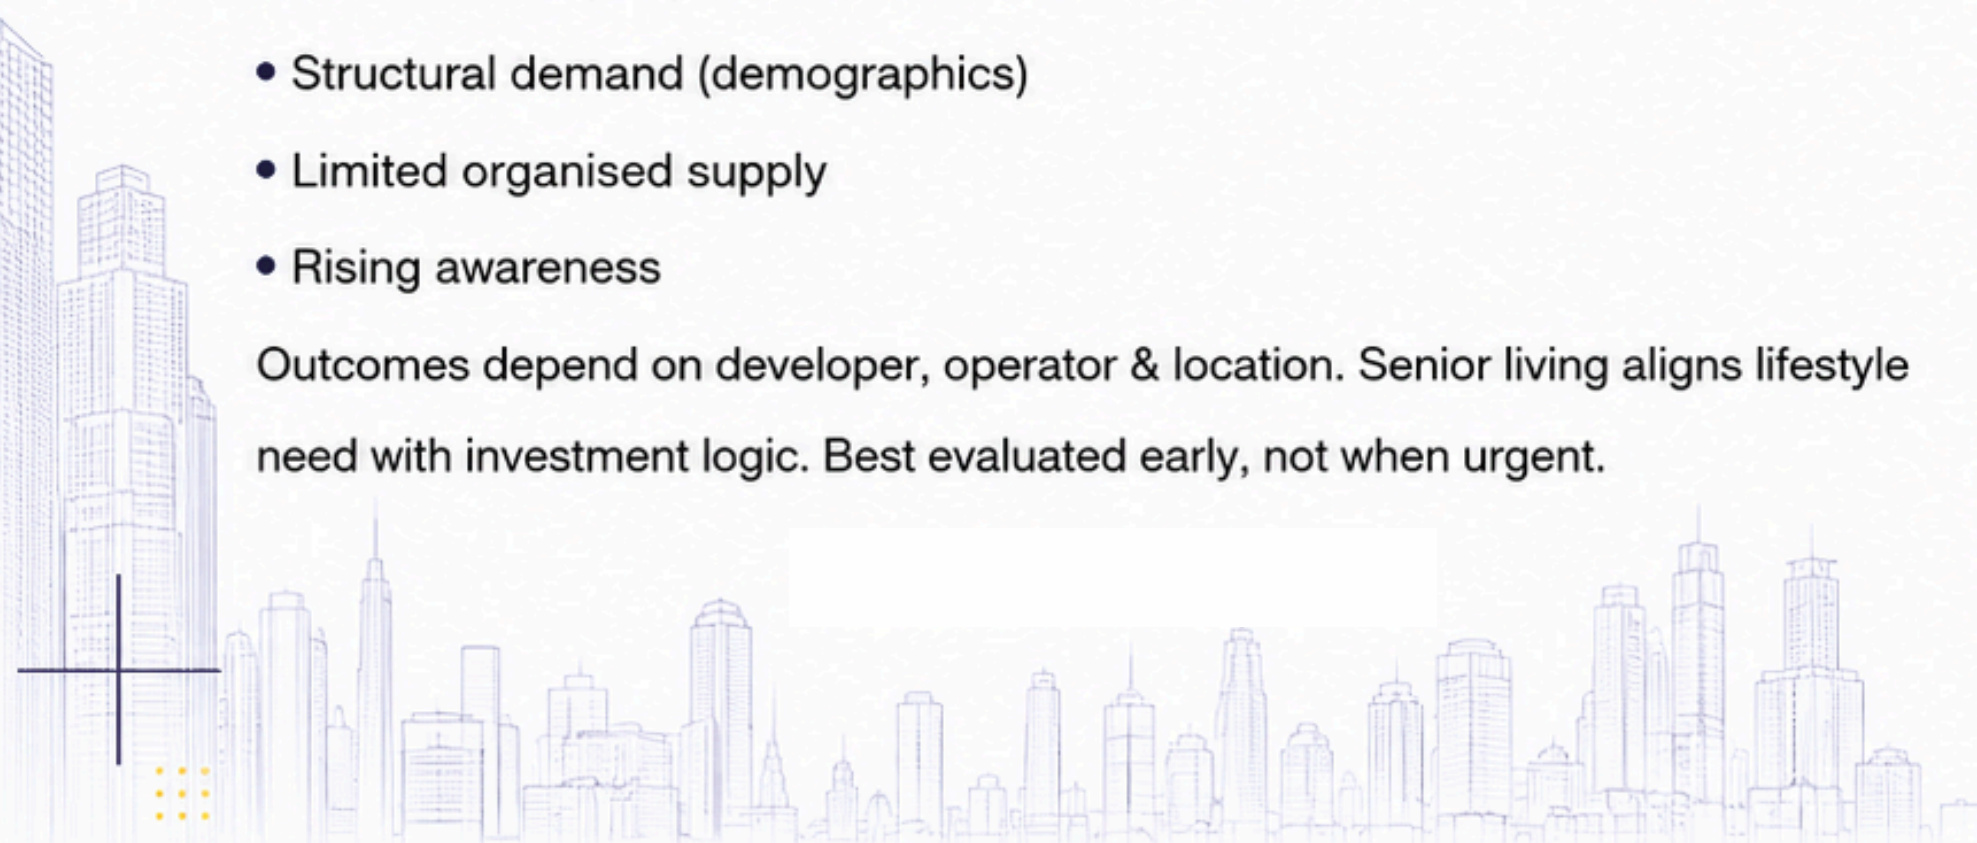 • Structural demand (demographics)
• Limited organised supply
• Rising awareness
Outcomes depend on developer, operator & location. Senior living aligns lifestyle
need with investment logic. Best evaluated early, not when urgent.